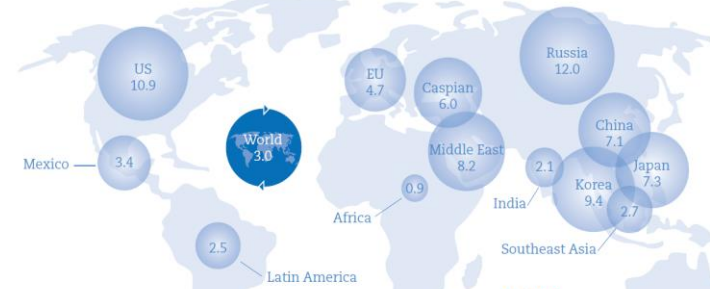 US
10.9
Mexico
3.4
World
3.0
2.5
Latin America
EU
4.7
Caspian
6.0
Middle East
8.2
Africa
0.9
Russia
12.0
China
7.1
Japan
7.3
Korea
9.4
India
2.1
2.7
Southeast Asia